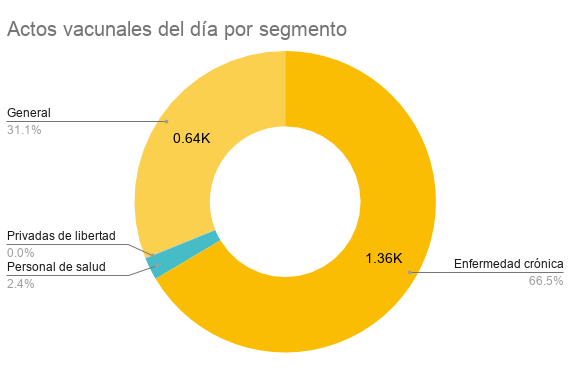 Actos vacunales del día por segmento
General
31.1%
0.64K
Privadas de libertad
0.0%
Personal de salud
2.4%
1.36K
Enfermedad crónica
66.5%